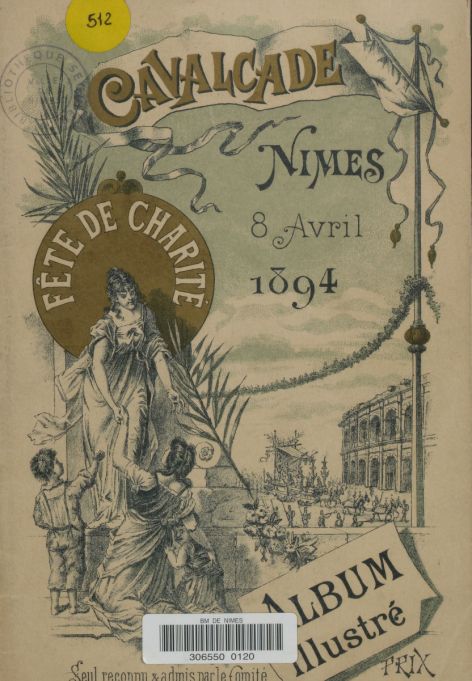 512
BIBLIOTHÈQUE
CAVALCADE
NIMES
8 Avril
1894
FÊTE DE CHARITÉ
ALBUM
illustré
BM DE NIMES
306550 0120
Seul reconnu & admis par le Comité
PRIX